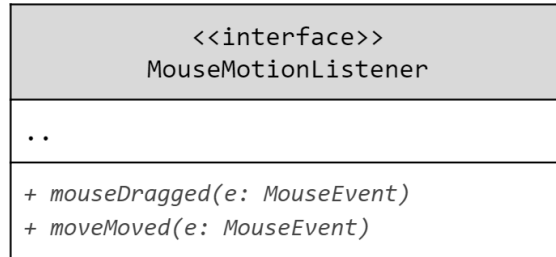 <<interface>>
MouseMotionListener
..
+ mouseDragged(e: MouseEvent)
+ moveMoved(e: MouseEvent)